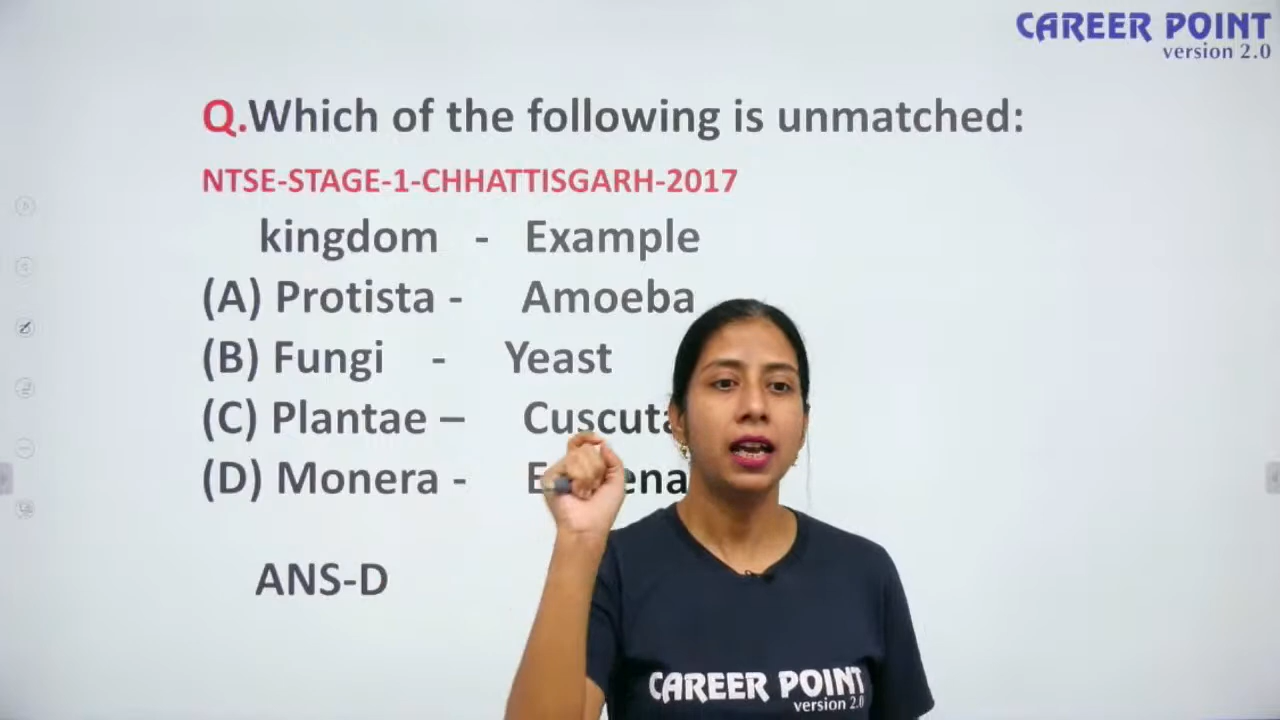 CAREER POINT
version 2.0
Q.Which of the following is unmatched:
NTSE-STAGE-1-CHHATTISGARH-2017
kingdom - Example
(A) Protista - Amoeba
(B) Fungi - Yeast
(C) Plantae – Cuscuta
(D) Monera -
ANS-D
CAREER POINT
version 2.0